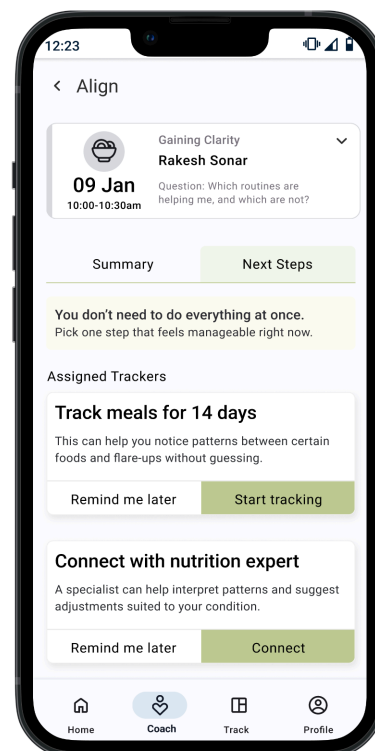 12:23
Align
Gaining Clarity
Rakesh Sonar
09 Jan
10:00-10:30am
Question: Which routines are
helping me, and which are not?
Summary
Next Steps
You don’t need to do everything at once.
Pick one step that feels manageable right now.
Assigned Trackers
Track meals for 14 days
This can help you notice patterns between certain
foods and flare-ups without guessing.
Remind me later
Start tracking
Connect with nutrition expert
A specialist can help interpret patterns and suggest
adjustments suited to your condition.
Remind me later
Connect
Home
Coach
Track
Profile